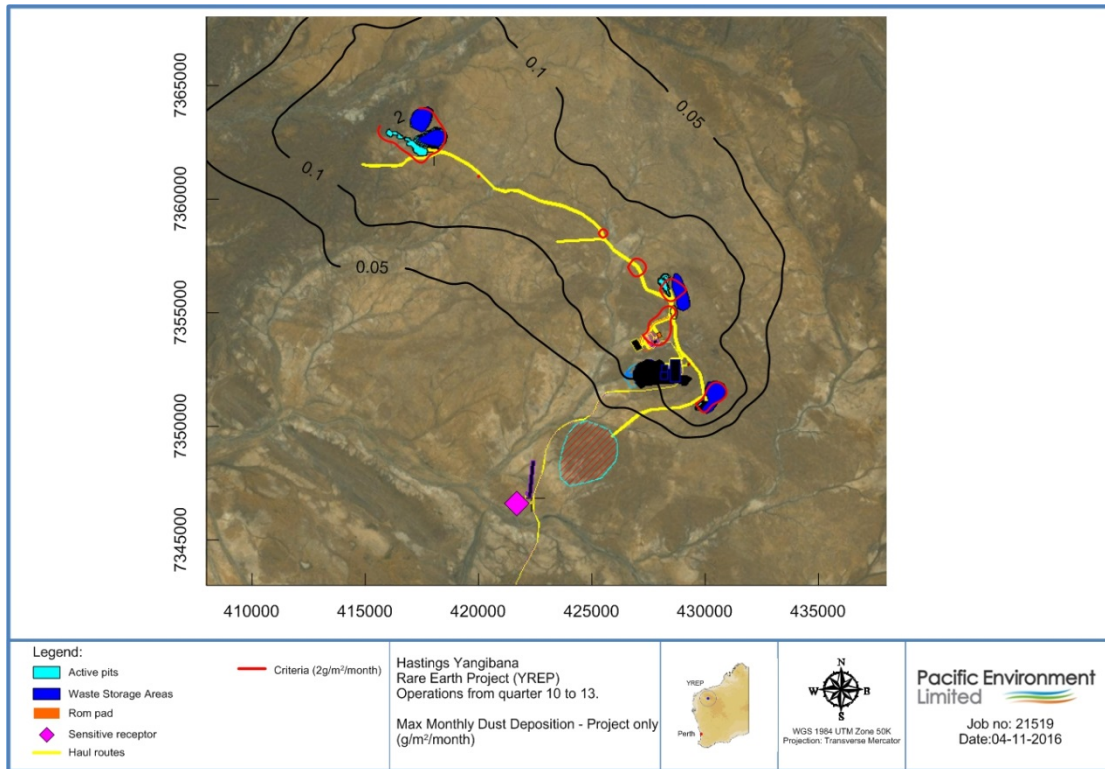 0.1
0.05
2
0.1
0.05
7365000
7360000
7355000
7350000
7345000
410000 415000 420000 425000 430000 435000
Legend:
Active pits
Waste Storage Areas
Rom pad
Sensitive receptor
Haul routes
Criteria (2g/m²/month)
Hastings Yangibana
Rare Earth Project (YREP)
Operations from quarter 10 to 13.
Max Monthly Dust Deposition - Project only
(g/m²/month)
YREP
Perth
N
W E
S
WGS 1984 UTM Zone 50K
Projection: Transverse Mercator
Pacific Environment
Limited
Job no: 21519
Date:04-11-2016